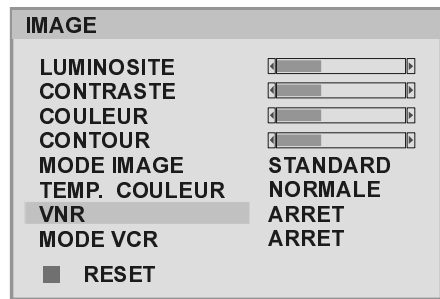 IMAGE
LUMINOSITE
CONTRASTE
COULEUR
CONTOUR
MODE IMAGE STANDARD
TEMP. COULEUR NORMALE
VNR ARRET
MODE VCR ARRET
RESET